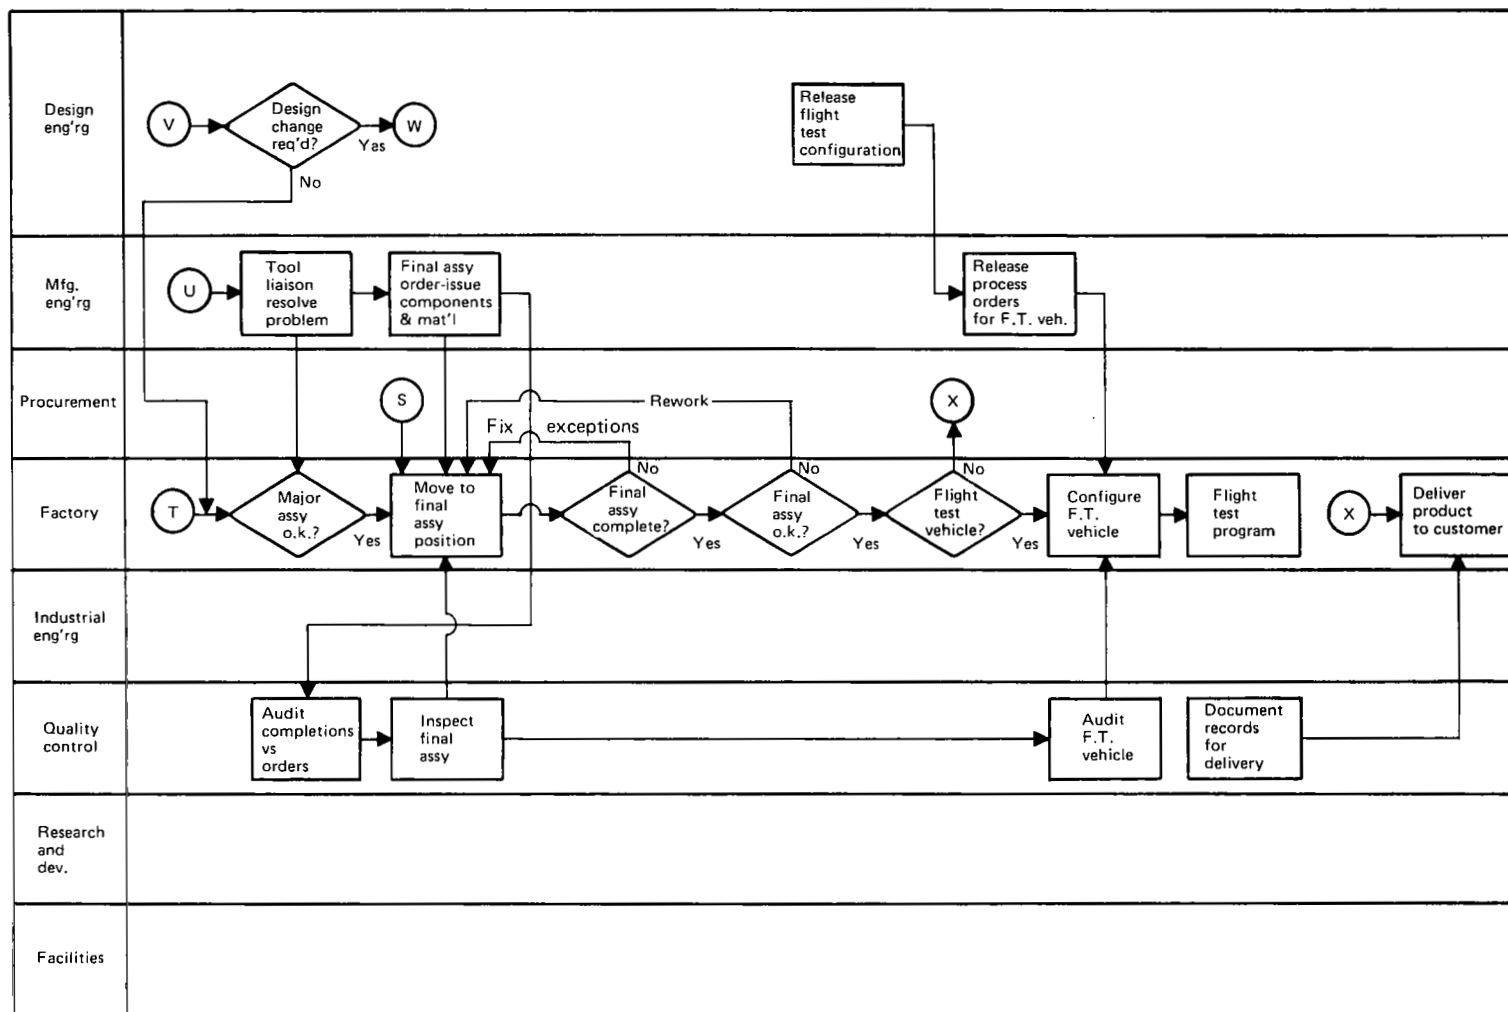 Design
eng'rg
V
Design
change
req'd?
Yes
No
W
Release
flight
test
configuration
Mfg.
eng'rg
U
Tool
liaison
resolve
problem
Final assy
order-issue
components
& mat'l
Release
process
orders
for F.T. veh.
Procurement
S
Rework
Fix exceptions
X
Factory
T
Major
assy
o.k.?
Yes
Move to
final
assy
position
No
Final
assy
complete?
Yes
No
Final
assy
o.k.?
Yes
No
Flight
test
vehicle?
Yes
Configure
F.T.
vehicle
Flight
test
program
X
Deliver
product
to customer
Industrial
eng'rg
Quality
control
Audit
completions
vs
orders
Inspect
final
assy
Audit
F.T.
vehicle
Document
records
for
delivery
Research
and
dev.
Facilities